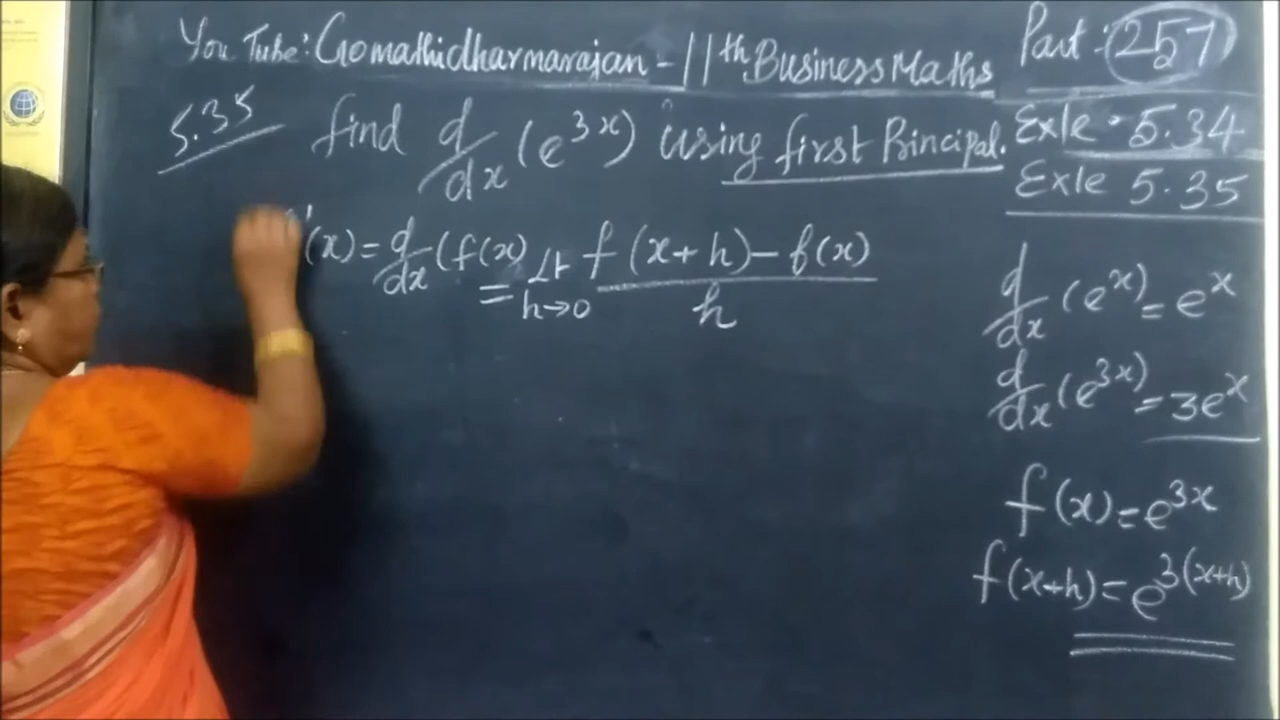 You Tube: Gomathidharmarajan - 11th Business Maths
Part : 257
5.35 find d/dx (e^3x) using first Principal.
Exle 5.34
Exle 5.35
f'(x) = d/dx (f(x) = Lt h→0 f(x+h) - f(x) / h
d/dx (e^x) = e^x
d/dx (e^3x) = 3e^x
f(x) = e^3x
f(x+h) = e^3(x+h)